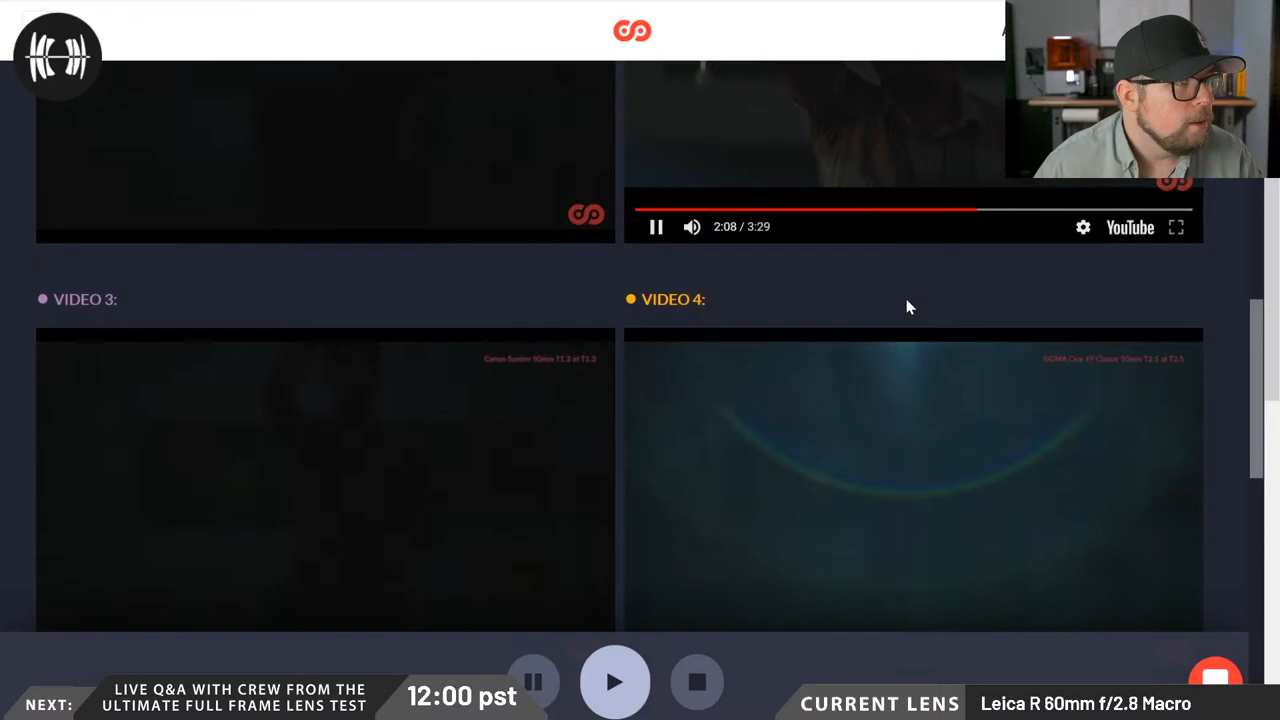 2:08 / 3:29
YouTube
VIDEO 3:
VIDEO 4:
Canon Sumire 50mm T1.3 at T1.3
SIGMA Cine FF Classic 50mm T2.5 at T2.5
NEXT:
LIVE Q&A WITH CREW FROM THE
ULTIMATE FULL FRAME LENS TEST
12:00 pst
CURRENT LENS
Leica R 60mm f/2.8 Macro